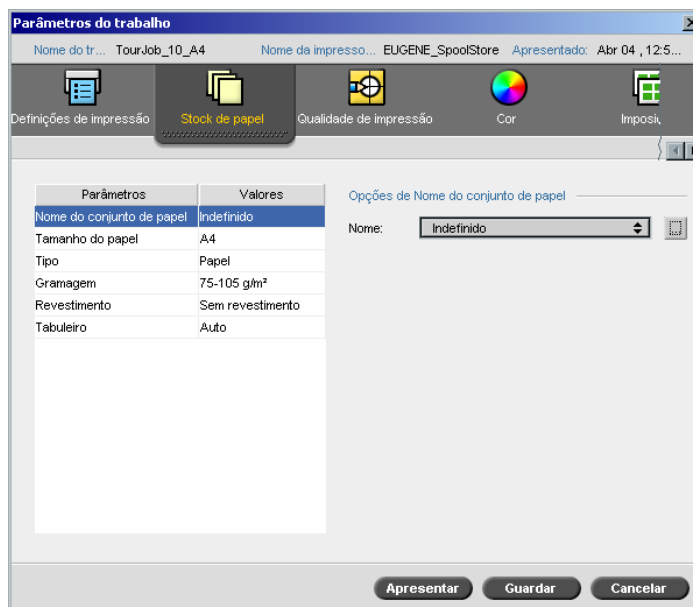 Parâmetros do trabalho
Nome do tr... TourJob_10_A4 Nome da impresso... EUGENE_SpoolStore Apresentado: Abr 04 , 12:5...
Definições de impressão Stock de papel Qualidade de impressão Cor Imposiç
Parâmetros Valores
Nome do conjunto de papel Indefinido
Tamanho do papel A4
Tipo Papel
Gramagem 75-105 g/m²
Revestimento Sem revestimento
Tabuleiro Auto
Opções de Nome do conjunto de papel
Nome: Indefinido
Apresentar Guardar Cancelar